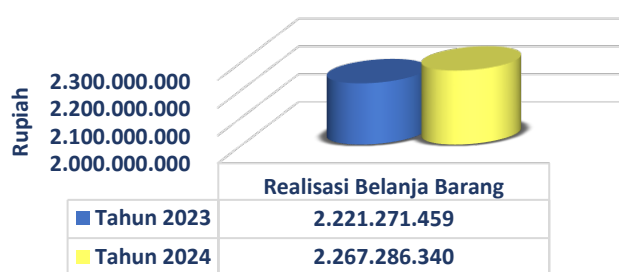 Rupiah
2.300.000.000
2.200.000.000
2.100.000.000
2.000.000.000
Realisasi Belanja Barang
Tahun 2023 2.221.271.459
Tahun 2024 2.267.286.340